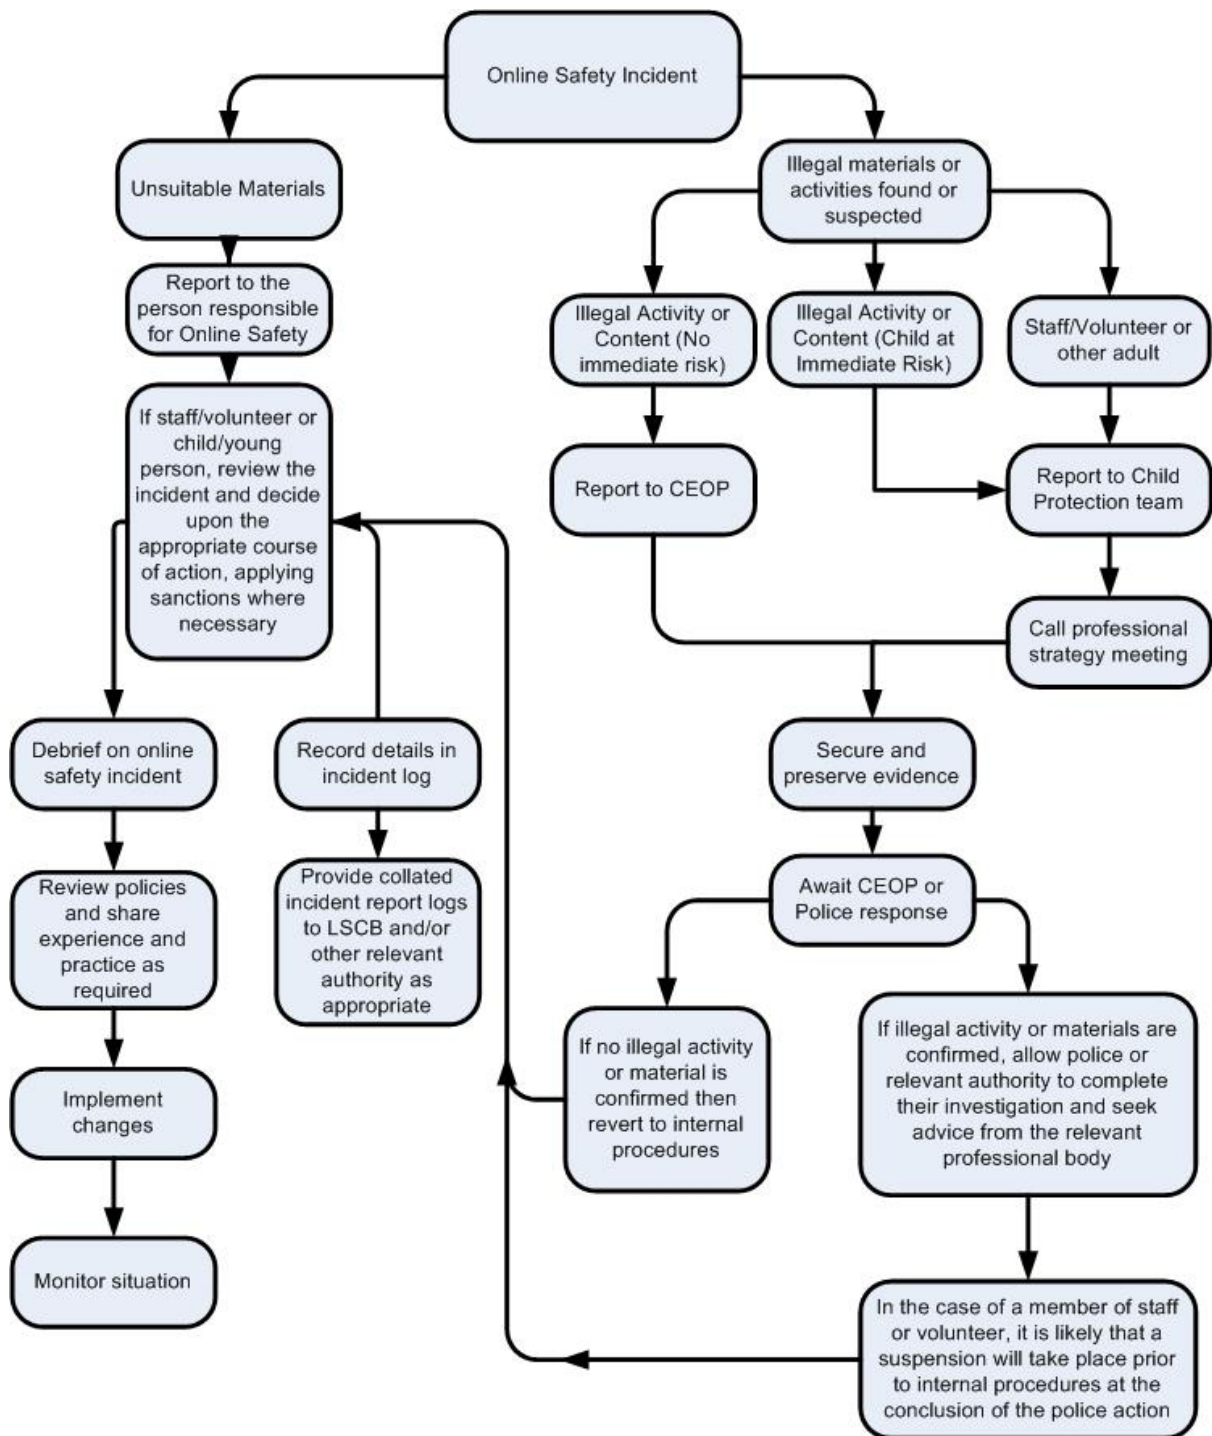 Online Safety Incident
Unsuitable Materials
Illegal materials or
activities found or
suspected
Report to the
person responsible
for Online Safety
Illegal Activity or
Content (No
immediate risk)
Illegal Activity or
Content (Child at
Immediate Risk)
Staff/Volunteer or
other adult
If staff/volunteer or
child/young
person, review the
incident and decide
upon the
appropriate course
of action, applying
sanctions where
necessary
Report to CEOP
Report to Child
Protection team
Call professional
strategy meeting
Debrief on online
safety incident
Record details in
incident log
Secure and
preserve evidence
Review policies
and share
experience and
practice as
required
Provide collated
incident report logs
to LSCB and/or
other relevant
authority as
appropriate
Await CEOP or
Police response
If no illegal activity
or material is
confirmed then
revert to internal
procedures
If illegal activity or materials are
confirmed, allow police or
relevant authority to complete
their investigation and seek
advice from the relevant
professional body
Implement
changes
Monitor situation
In the case of a member of staff
or volunteer, it is likely that a
suspension will take place prior
to internal procedures at the
conclusion of the police action